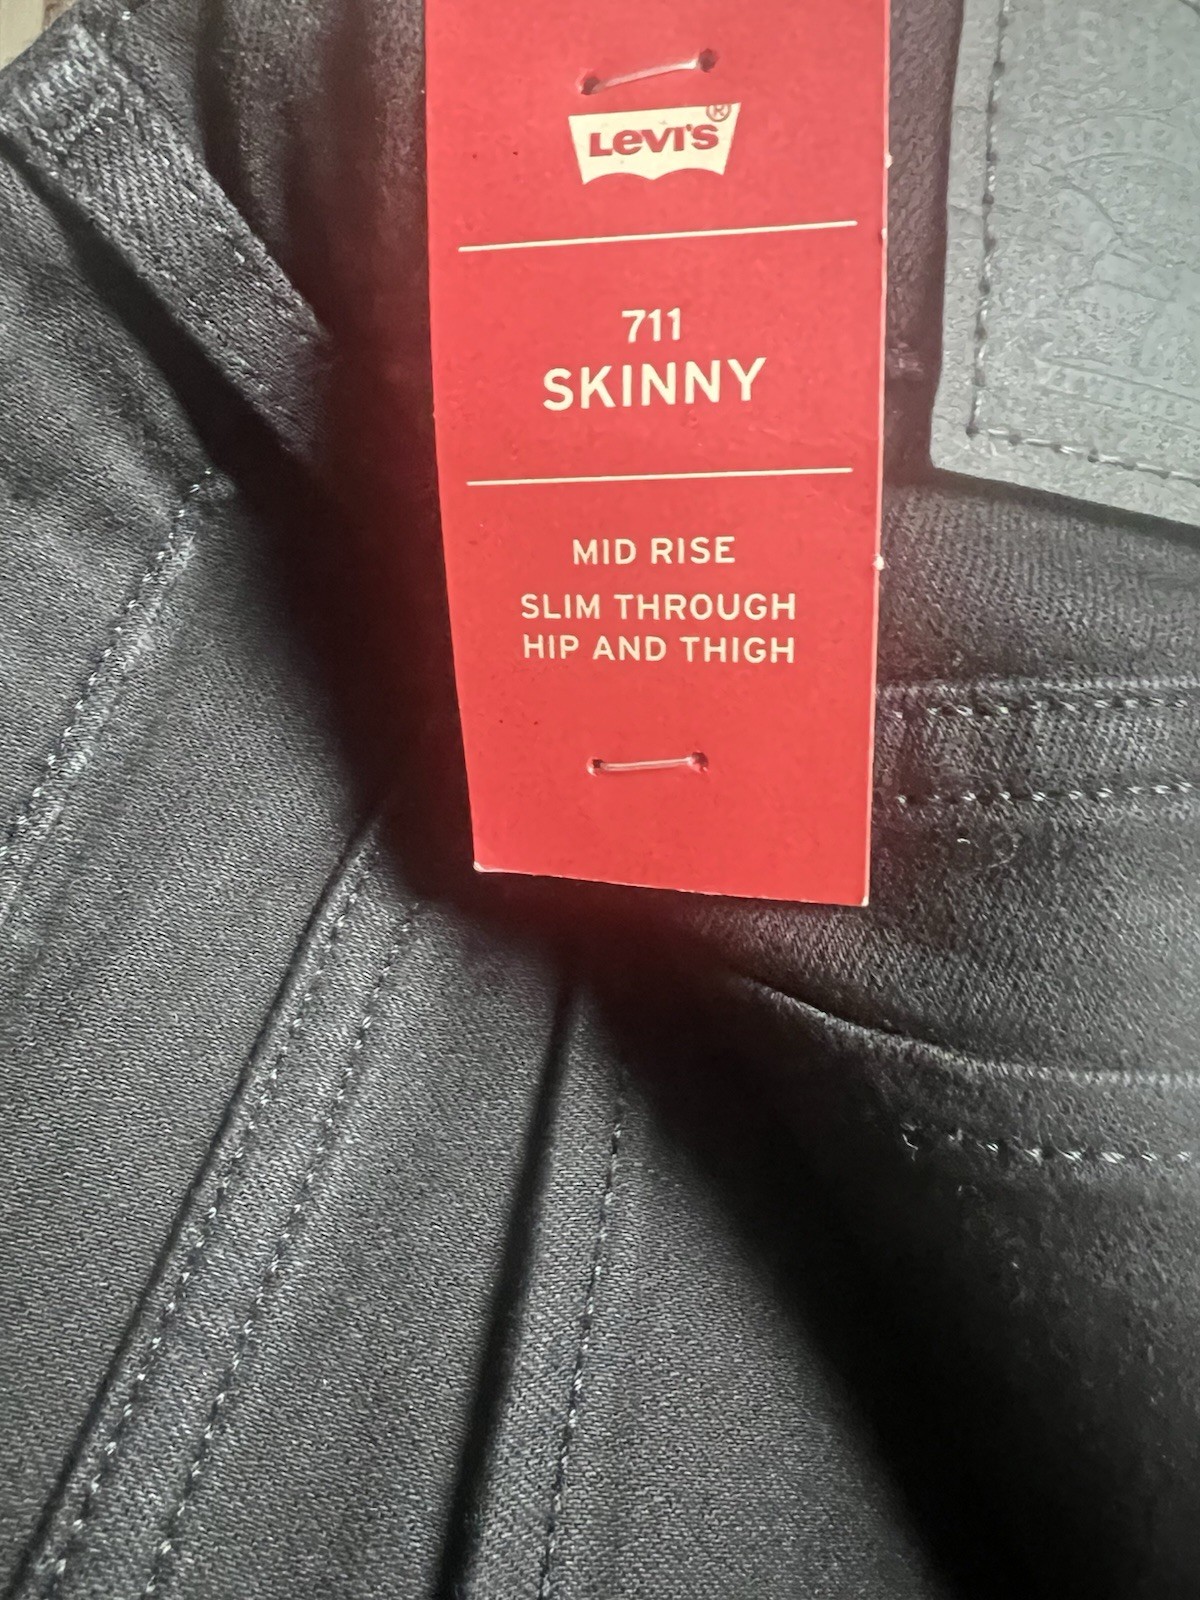 LEVI'S®
711
SKINNY
MID RISE
SLIM THROUGH
HIP AND THIGH